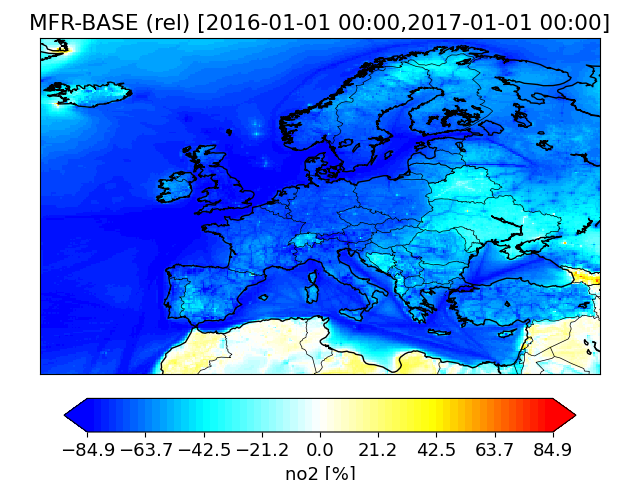 MFR-BASE (rel) [2016-01-01 00:00,2017-01-01 00:00]
−84.9 −63.7 −42.5 −21.2 0.0 21.2 42.5 63.7 84.9
no2 [%]